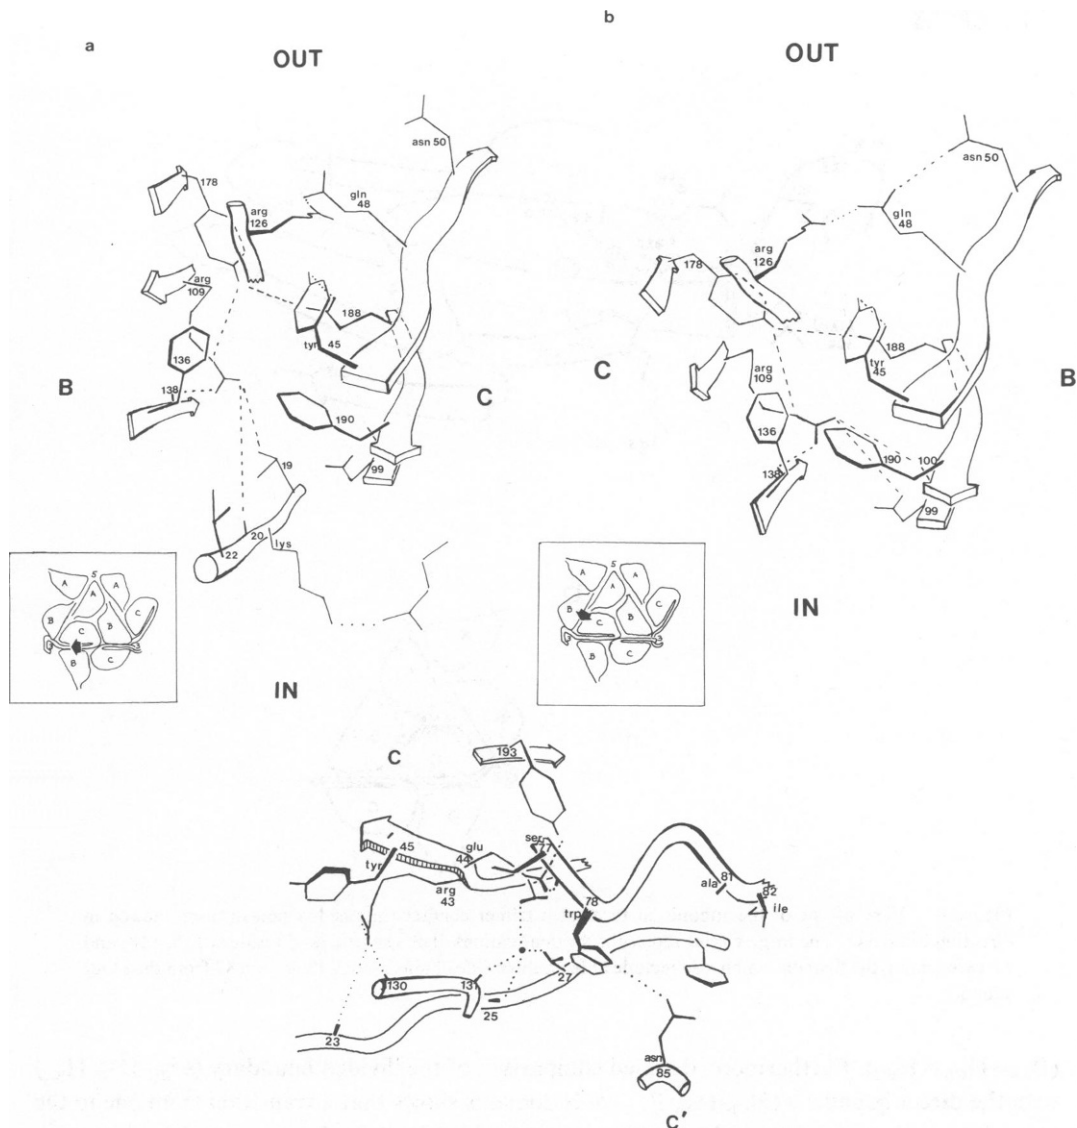 a
OUT
asn 50
178
gln
48
arg
126
arg
109
188
tyr 45
136
B
138
C
190
99
19
20
22
lys
IN
S
A
A
A
B
C
C
B
B
C
b
OUT
asn 50
gln
48
arg
126
178
188
C
tyr
45
arg
109
B
136
190
100
138
99
IN
S
A
A
A
B
C
C
B
B
C
C
193
glu
44
45
tyr
ser
77
arg
43
ala
81
82
ile
78
trp
130
131
27
25
23
asn
85
C'